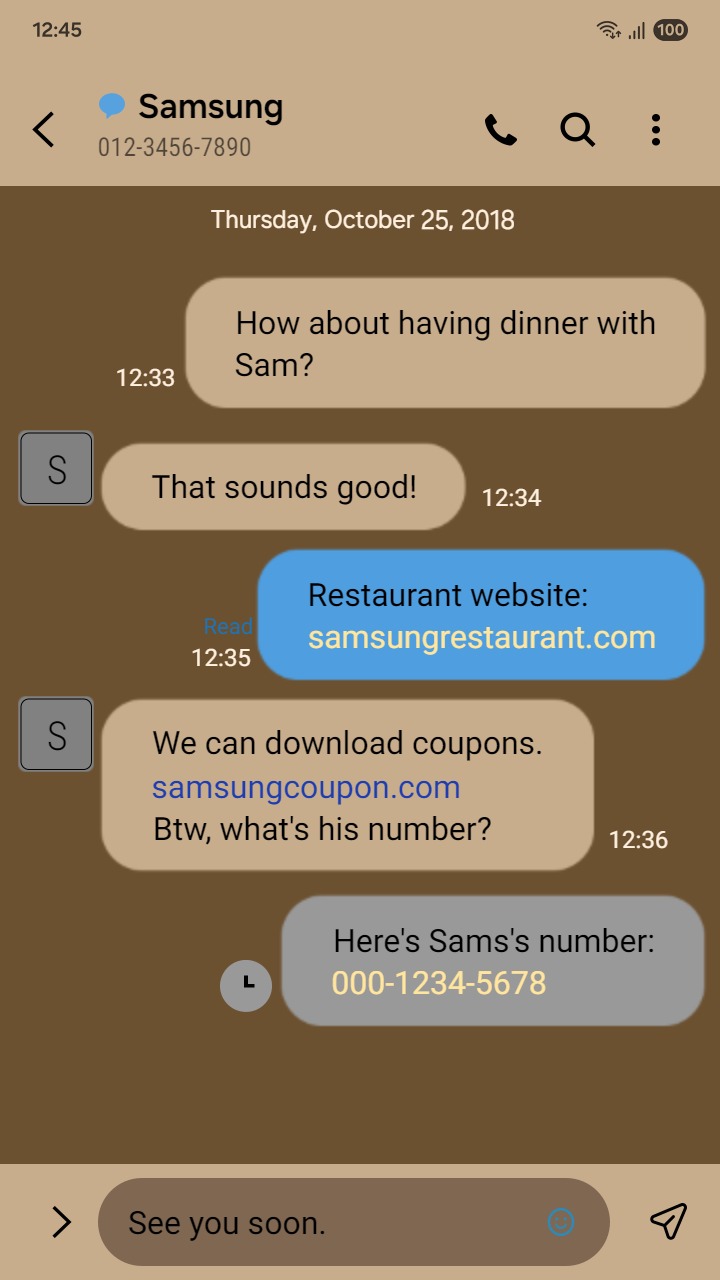 12:45
100
Samsung
012-3456-7890
Thursday, October 25, 2018
How about having dinner with
Sam?
12:33
S
That sounds good!
12:34
Restaurant website:
samsungrestaurant.com
Read
12:35
S
We can download coupons.
samsungcoupon.com
Btw, what's his number?
12:36
Here's Sams's number:
000-1234-5678
See you soon.